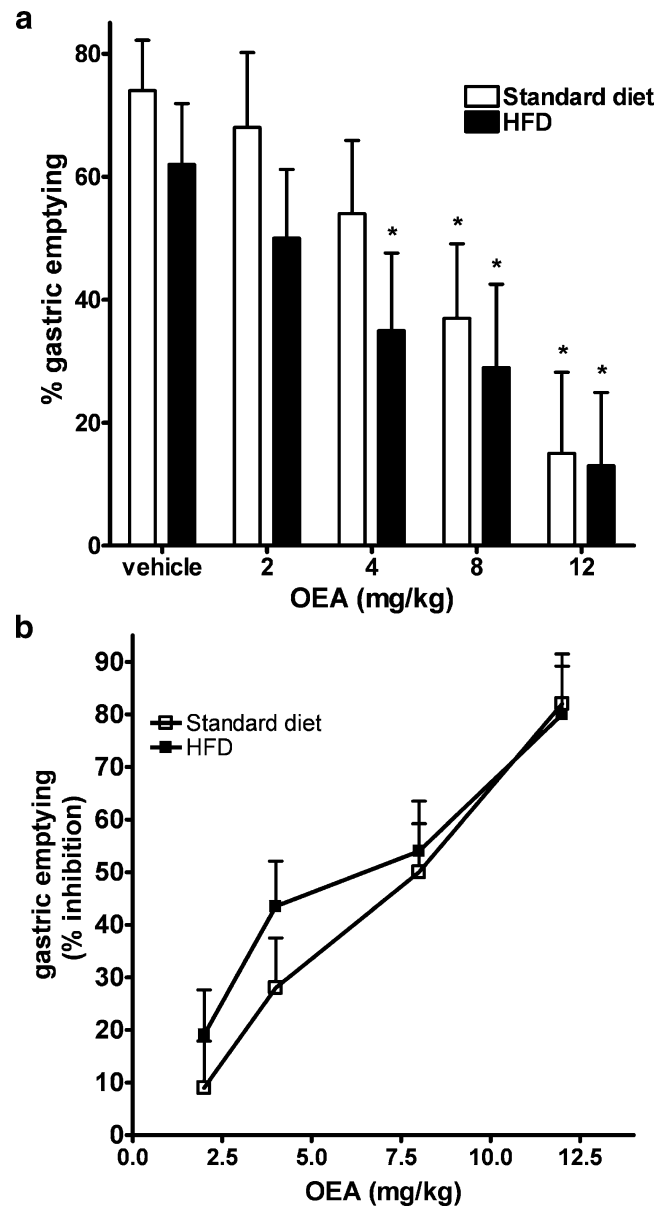 a
80
60
40
20
0
% gastric emptying
Standard diet
HFD
*
*
*
*
*
vehicle 2 4 8 12
OEA (mg/kg)
b
90
80
70
60
50
40
30
20
10
0
gastric emptying
(% inhibition)
Standard diet
HFD
0.0 2.5 5.0 7.5 10.0 12.5
OEA (mg/kg)